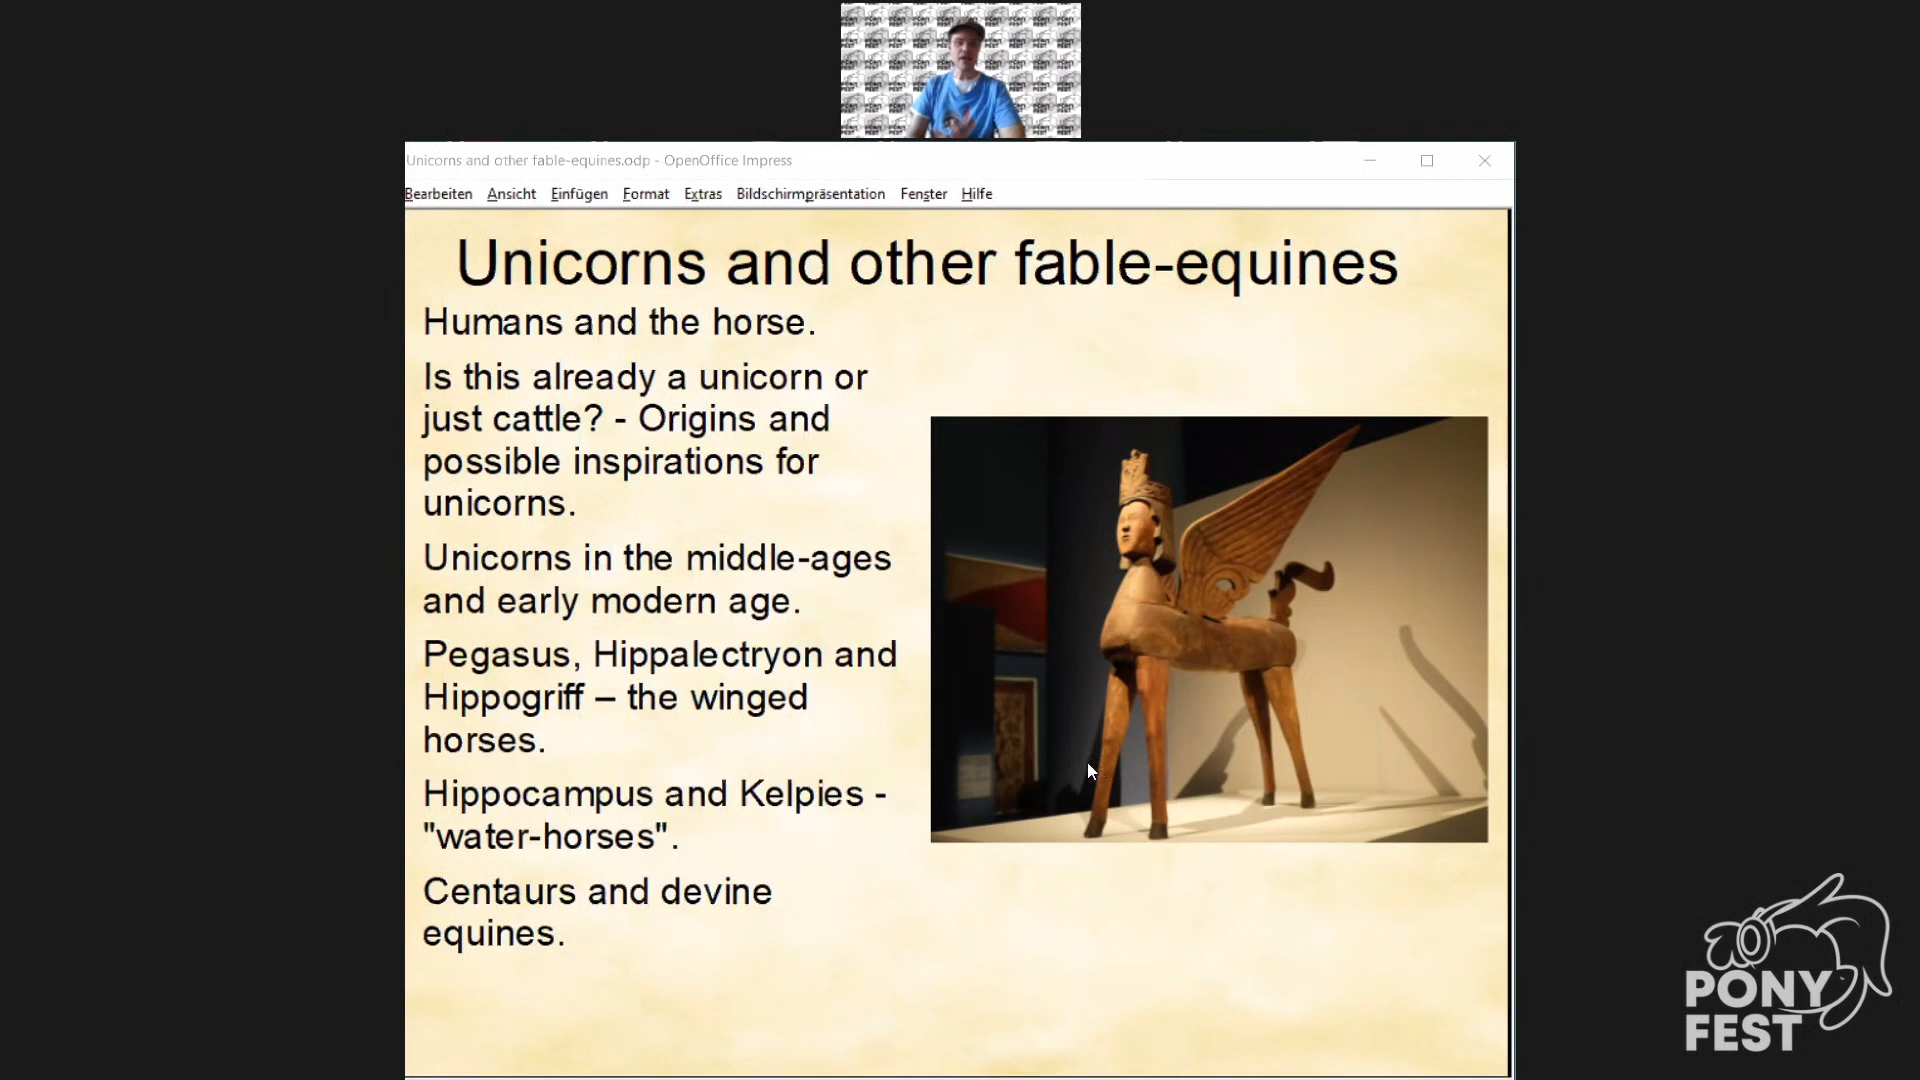 Unicorns and other fable-equines.odp - OpenOffice Impress
Bearbeiten Ansicht Einfügen Format Extras Bildschirmpräsentation Fenster Hilfe
Unicorns and other fable-equines
Humans and the horse.
Is this already a unicorn or
just cattle? - Origins and
possible inspirations for
unicorns.
Unicorns in the middle-ages
and early modern age.
Pegasus, Hippalectryon and
Hippogriff – the winged
horses.
Hippocampus and Kelpies -
"water-horses".
Centaurs and devine
equines.
PONY
FEST